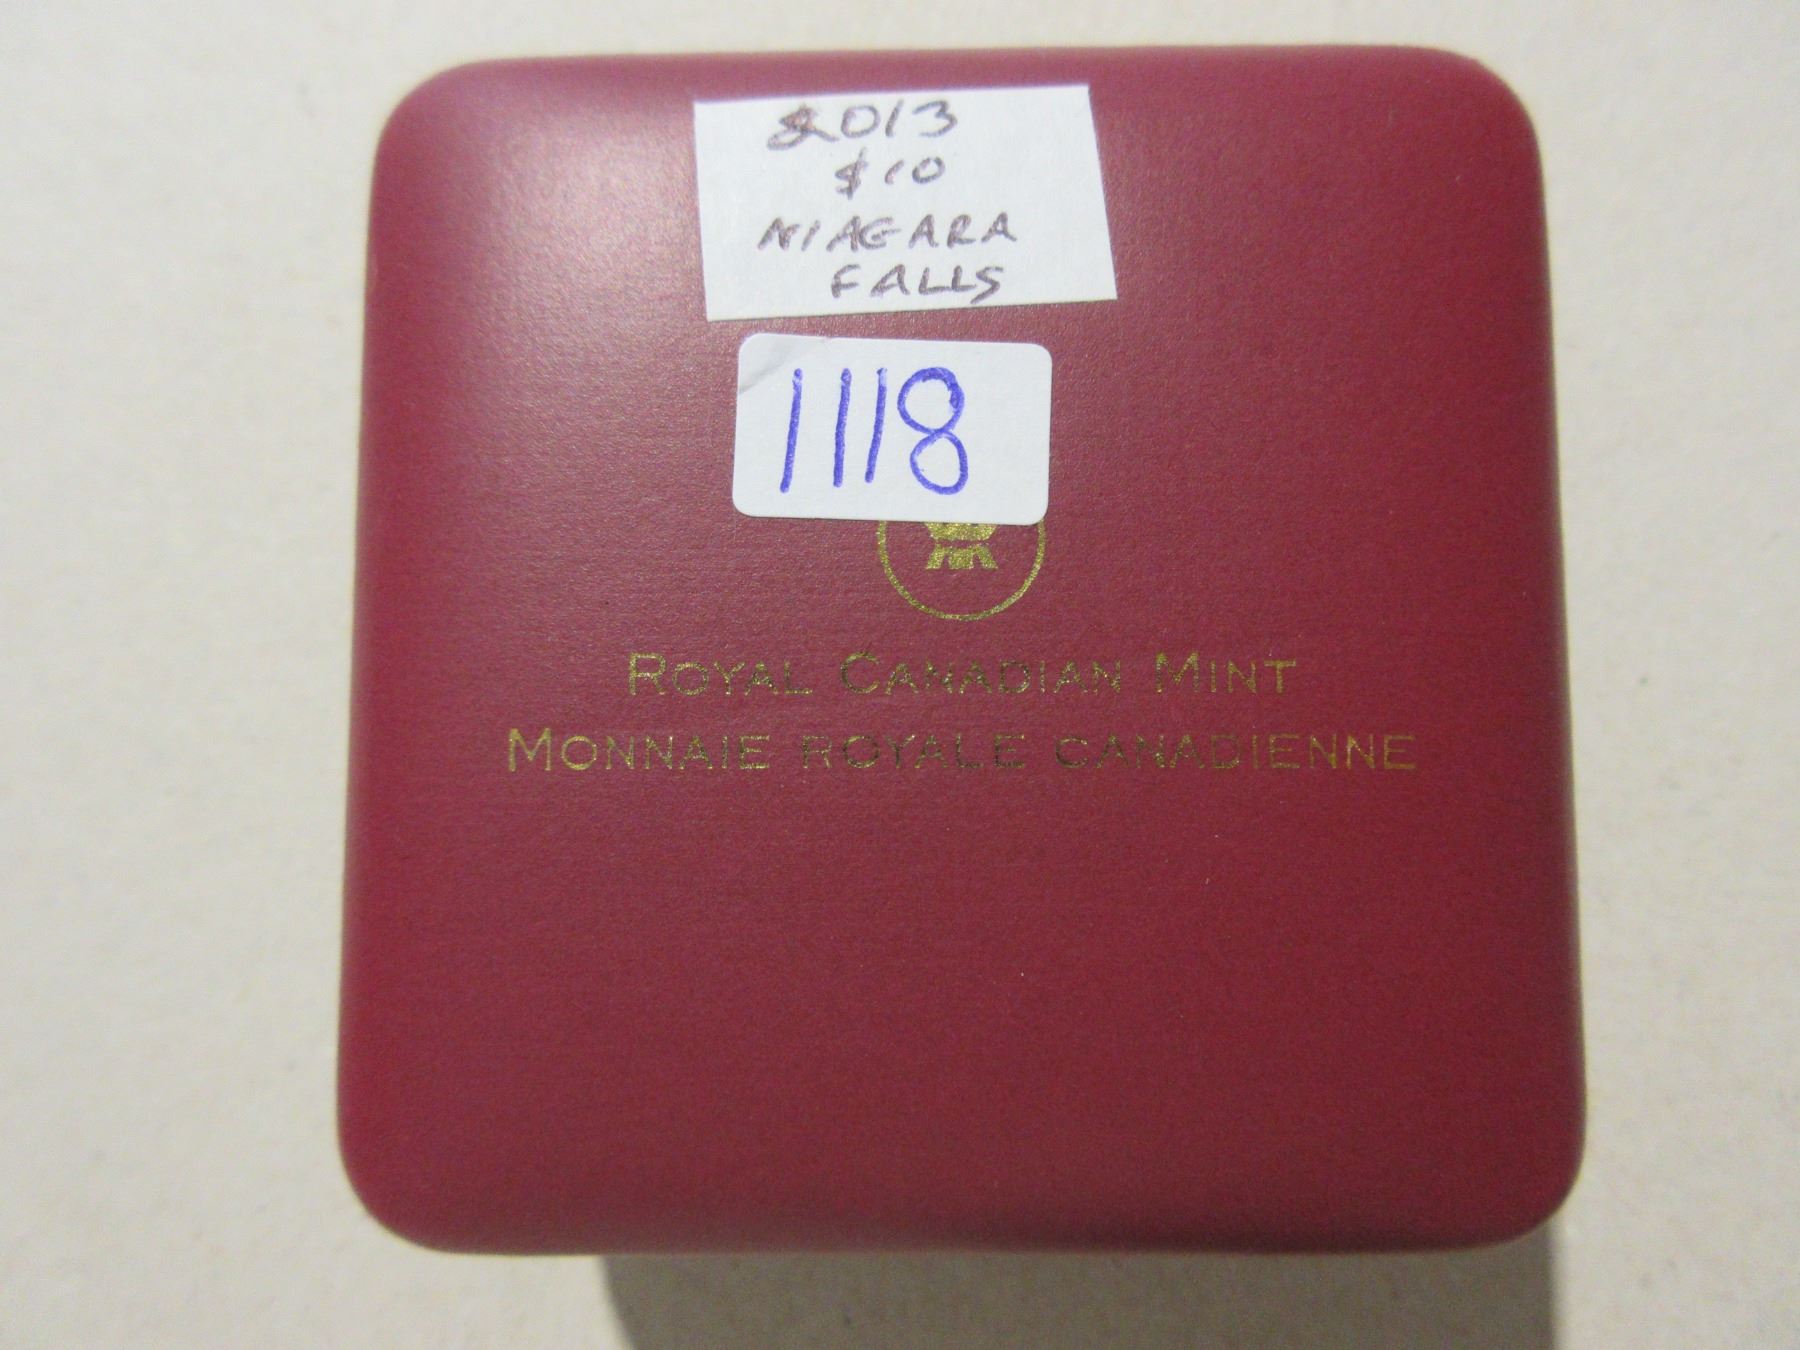 2013
$10
NIAGARA
FALLS
1118
ROYAL CANADIAN MINT
MONNAIE ROYALE CANADIENNE